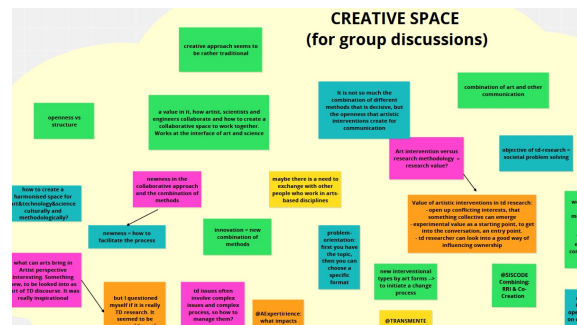 CREATIVE SPACE
(for group discussions)
creative approach seems to
be rather traditional
openness vs
structure
a value in it, how artist, scientists and
engineers collaborate and how to create a
collaborative space to work together.
Works at the interface of art and science
It is not so much the
combination of different
methods that is decisive, but
the openness that artistic
interventions create for
communication
combination of art and other
communication
Art intervention versus
research methodology =
research value?
objective of td-research =
societal problem solving
how to create a
harmonised space for
art&technology&science
culturally and
methodologically?
newness in the
collaborative approach
and the combination of
methods
maybe there is a need to
exchange with other
people who work in arts-
based disciplines
Value of artistic interventions in td reseach:
- open up conflicting interests, that
something collective can emerge
- experimental value as a starting point, to get
into the conversation, an entry point.
- td researcher can look into a good way of
influencing ownership
newness = how to
facilitate the process
innovation = new
combination of
methods
problem-
orientation:
first you have
the topic,
then you can
choose a
specific
format
what can arts bring in
Artist perspective
interesting. Something
new, to be looked into as
part of TD discourse. It was
really inspirational
but I questioned
myself if it is really
TD research. It
seemed to be
td issues often
involve complex
issues and complex
process, so how to
manage them?
@AExpertirience:
what impacts
new interventional
types by art forms -->
to initiate a
change process
@SISCODE
Combining:
RRI & Co-
Creation
@TRANSMENTE